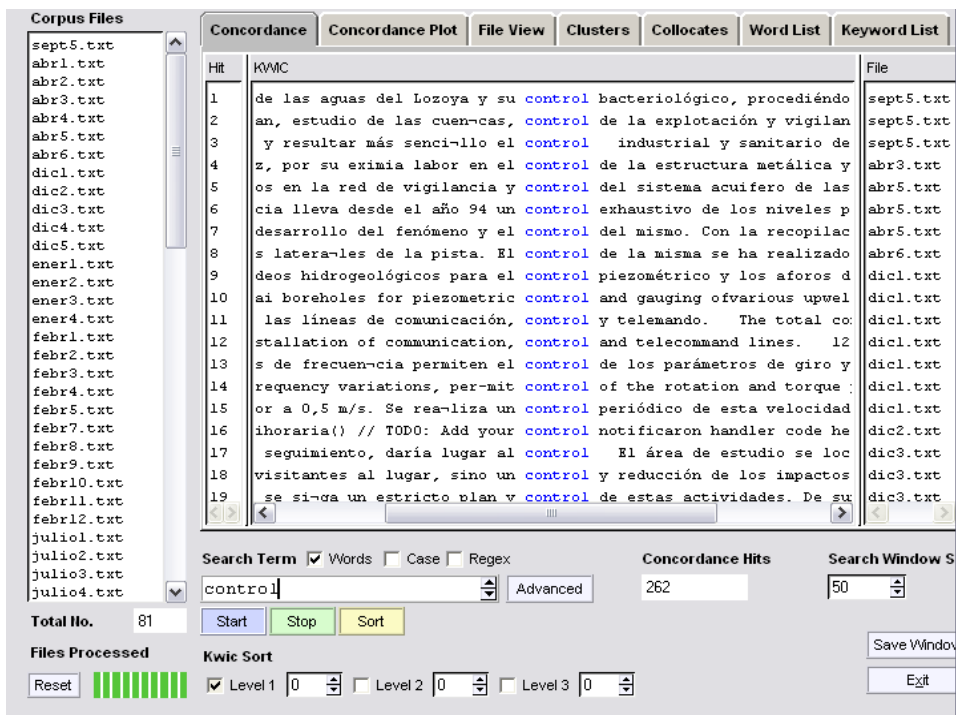 Corpus Files
sept5.txt
abr1.txt
abr2.txt
abr3.txt
abr4.txt
abr5.txt
abr6.txt
dic1.txt
dic2.txt
dic3.txt
dic4.txt
dic5.txt
ener1.txt
ener2.txt
ener3.txt
ener4.txt
febr1.txt
febr2.txt
febr3.txt
febr4.txt
febr5.txt
febr7.txt
febr8.txt
febr9.txt
febr10.txt
febr11.txt
febr12.txt
julio1.txt
julio2.txt
julio3.txt
julio4.txt
Total No. 81
Files Processed
Reset
Concordance Concordance Plot File View Clusters Collocates Word List Keyword List
Hit KWIC File
1 de las aguas del Lozoya y su control bacteriológico, procediéndo sept5.txt
2 an, estudio de las cuen¬cas, control de la explotación y vigilan sept5.txt
3 y resultar más senci¬llo el control industrial y sanitario de sept5.txt
4 z, por su eximia labor en el control de la estructura metálica y abr3.txt
5 os en la red de vigilancia y control del sistema acuifero de las abr5.txt
6 cia lleva desde el año 94 un control exhaustivo de los niveles p abr5.txt
7 desarrollo del fenómeno y el control del mismo. Con la recopilac abr5.txt
8 s latera¬les de la pista. El control de la misma se ha realizado abr6.txt
9 deos hidrogeológicos para el control piezométrico y los aforos d dic1.txt
10 ai boreholes for piezometric control and gauging ofvarious upwel dic1.txt
11 las líneas de comunicación, control y telemando. The total co dic1.txt
12 stallation of communication, control and telecommand lines. 12 dic1.txt
13 s de frecuen¬cia permiten el control de los parámetros de giro y dic1.txt
14 requency variations, per-mit control of the rotation and torque dic1.txt
15 or a 0,5 m/s. Se rea¬liza un control periódico de esta velocidad dic1.txt
16 ihoraria() // TODO: Add your control notificaron handler code he dic2.txt
17 seguimiento, daría lugar al control El área de estudio se loc dic3.txt
18 visitantes al lugar, sino un control y reducción de los impactos dic3.txt
19 se si¬ga un estricto plan y control de estas actividades. De su dic3.txt
Search Term Words Case Regex Concordance Hits Search Window S
control Advanced 262 50
Start Stop Sort
Save Window
Kwic Sort
Level 1 0 Level 2 0 Level 3 0 Exit